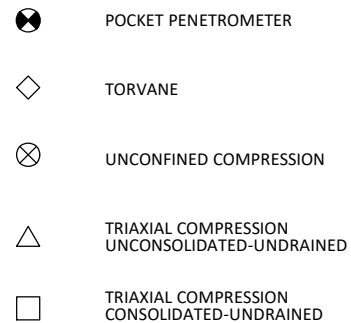 POCKET PENETROMETER
TORVANE
UNCONFINED COMPRESSION
TRIAXIAL COMPRESSION
UNCONSOLIDATED-UNDRAINED
TRIAXIAL COMPRESSION
CONSOLIDATED-UNDRAINED